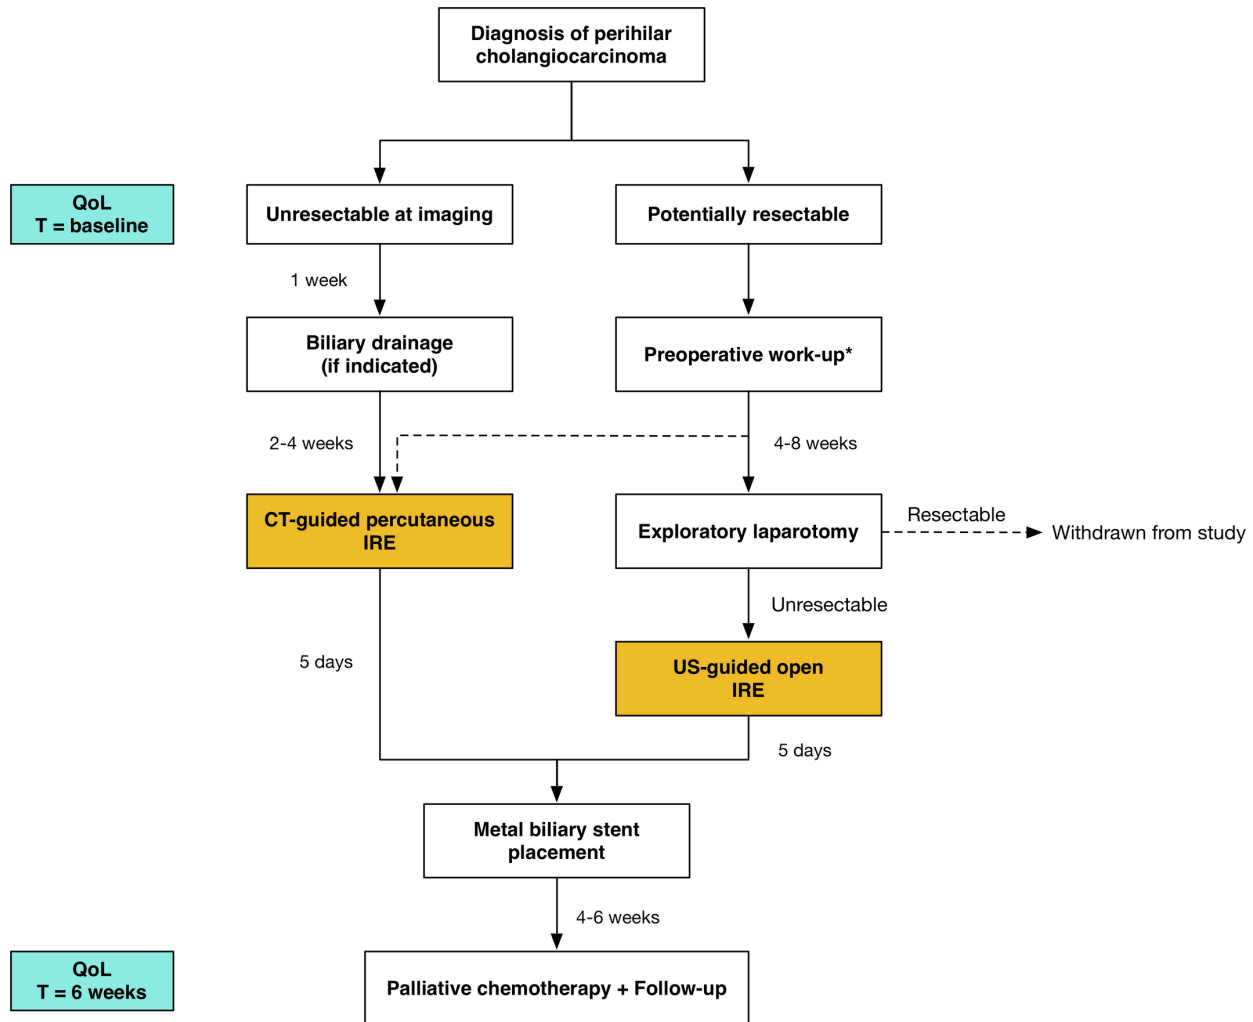 Diagnosis of perihilar
cholangiocarcinoma
QoL
T = baseline
Unresectable at imaging
Potentially resectable
1 week
Biliary drainage
(if indicated)
Preoperative work-up*
2-4 weeks
4-8 weeks
CT-guided percutaneous
IRE
Exploratory laparotomy
Resectable
Withdrawn from study
Unresectable
5 days
US-guided open
IRE
5 days
Metal biliary stent
placement
4-6 weeks
QoL
T = 6 weeks
Palliative chemotherapy + Follow-up